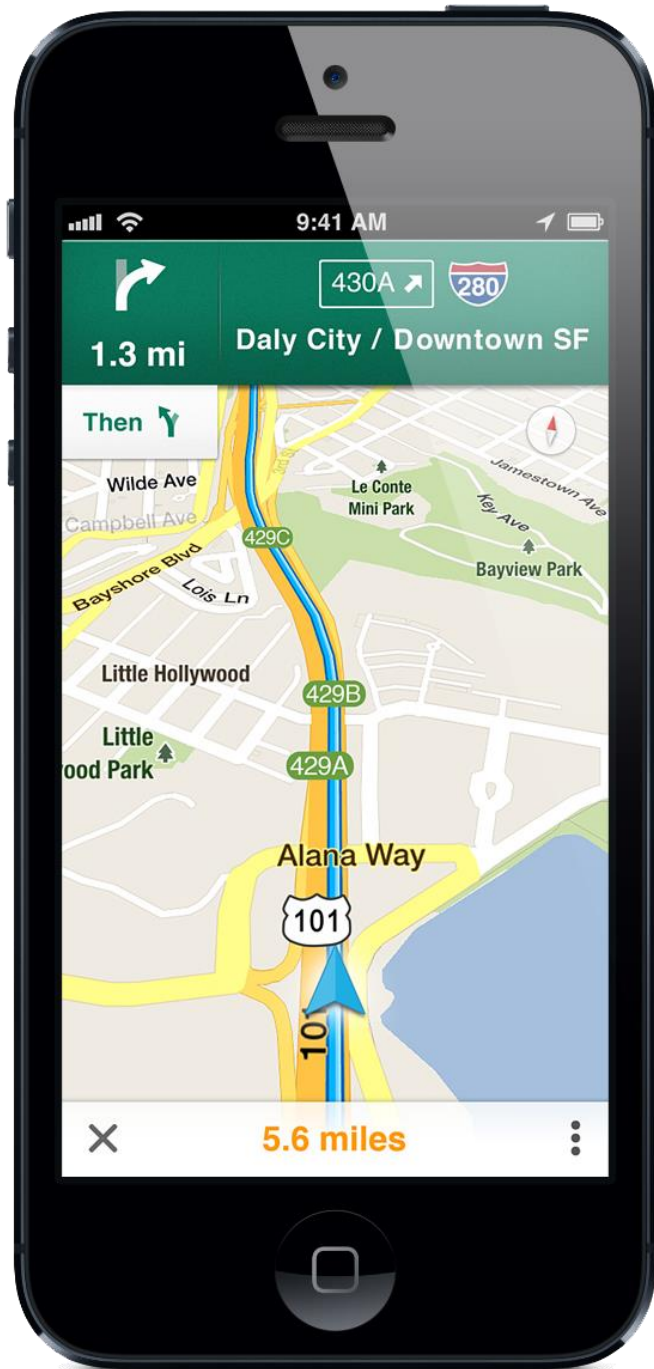 9:41 AM
430A 280
1.3 mi
Daly City / Downtown SF
Then
3rd St
Wilde Ave
Le Conte
Mini Park
Jamestown Ave
Key Ave
Campbell Ave
429C
Bayshore Blvd
Bayview Park
Lois Ln
Little Hollywood
429B
Little
ood Park
429A
Alana Way
101
101
5.6 miles